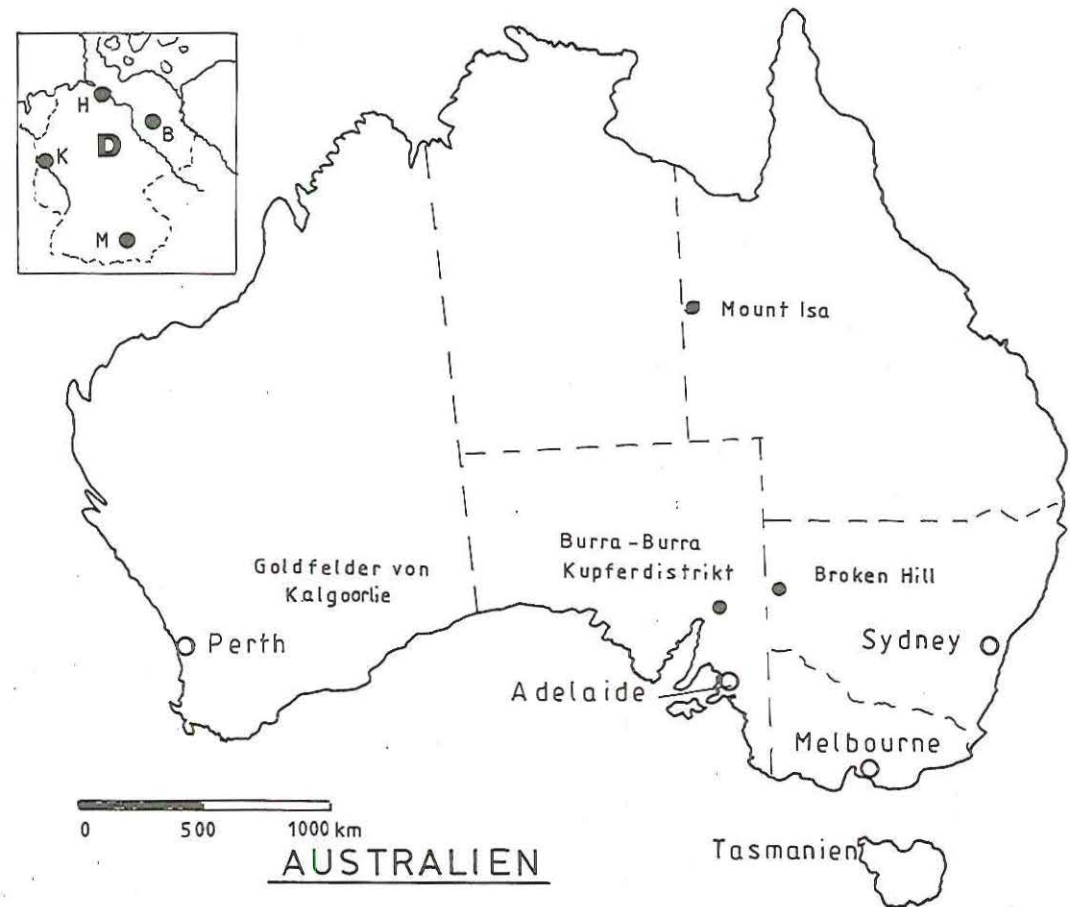 H
B
D
K
M
Mount Isa
Burra-Burra
Kupferdistrikt
Goldfelder von
Kalgoorlie
Broken Hill
Perth
Sydney
Adelaide
Melbourne
0 500 1000 km
Tasmanien
AUSTRALIEN